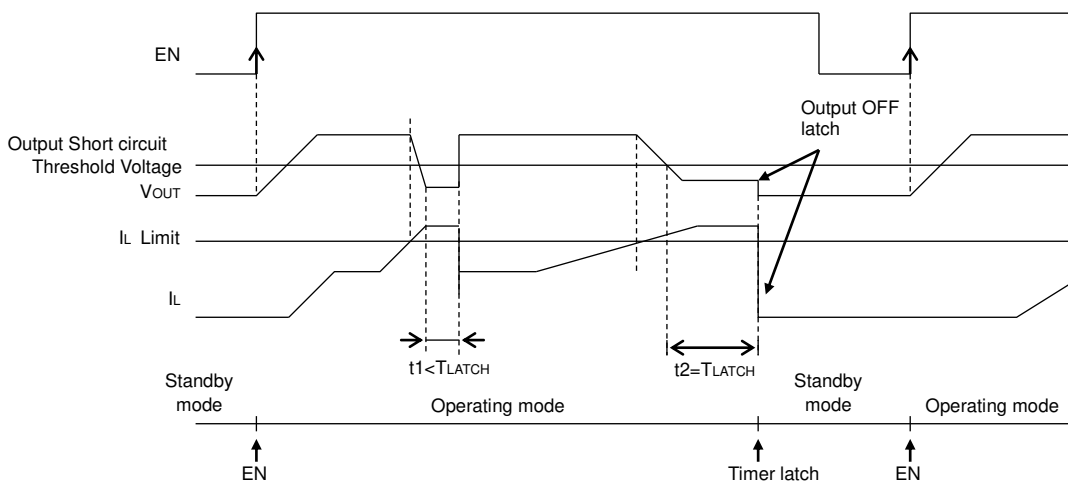 EN
Output OFF
latch
Output Short circuit
Threshold Voltage
VOUT
IL Limit
IL
t1<TLATCH
t2=TLATCH
Standby
mode
Operating mode
Standby
mode
Operating mode
EN
Timer latch
EN